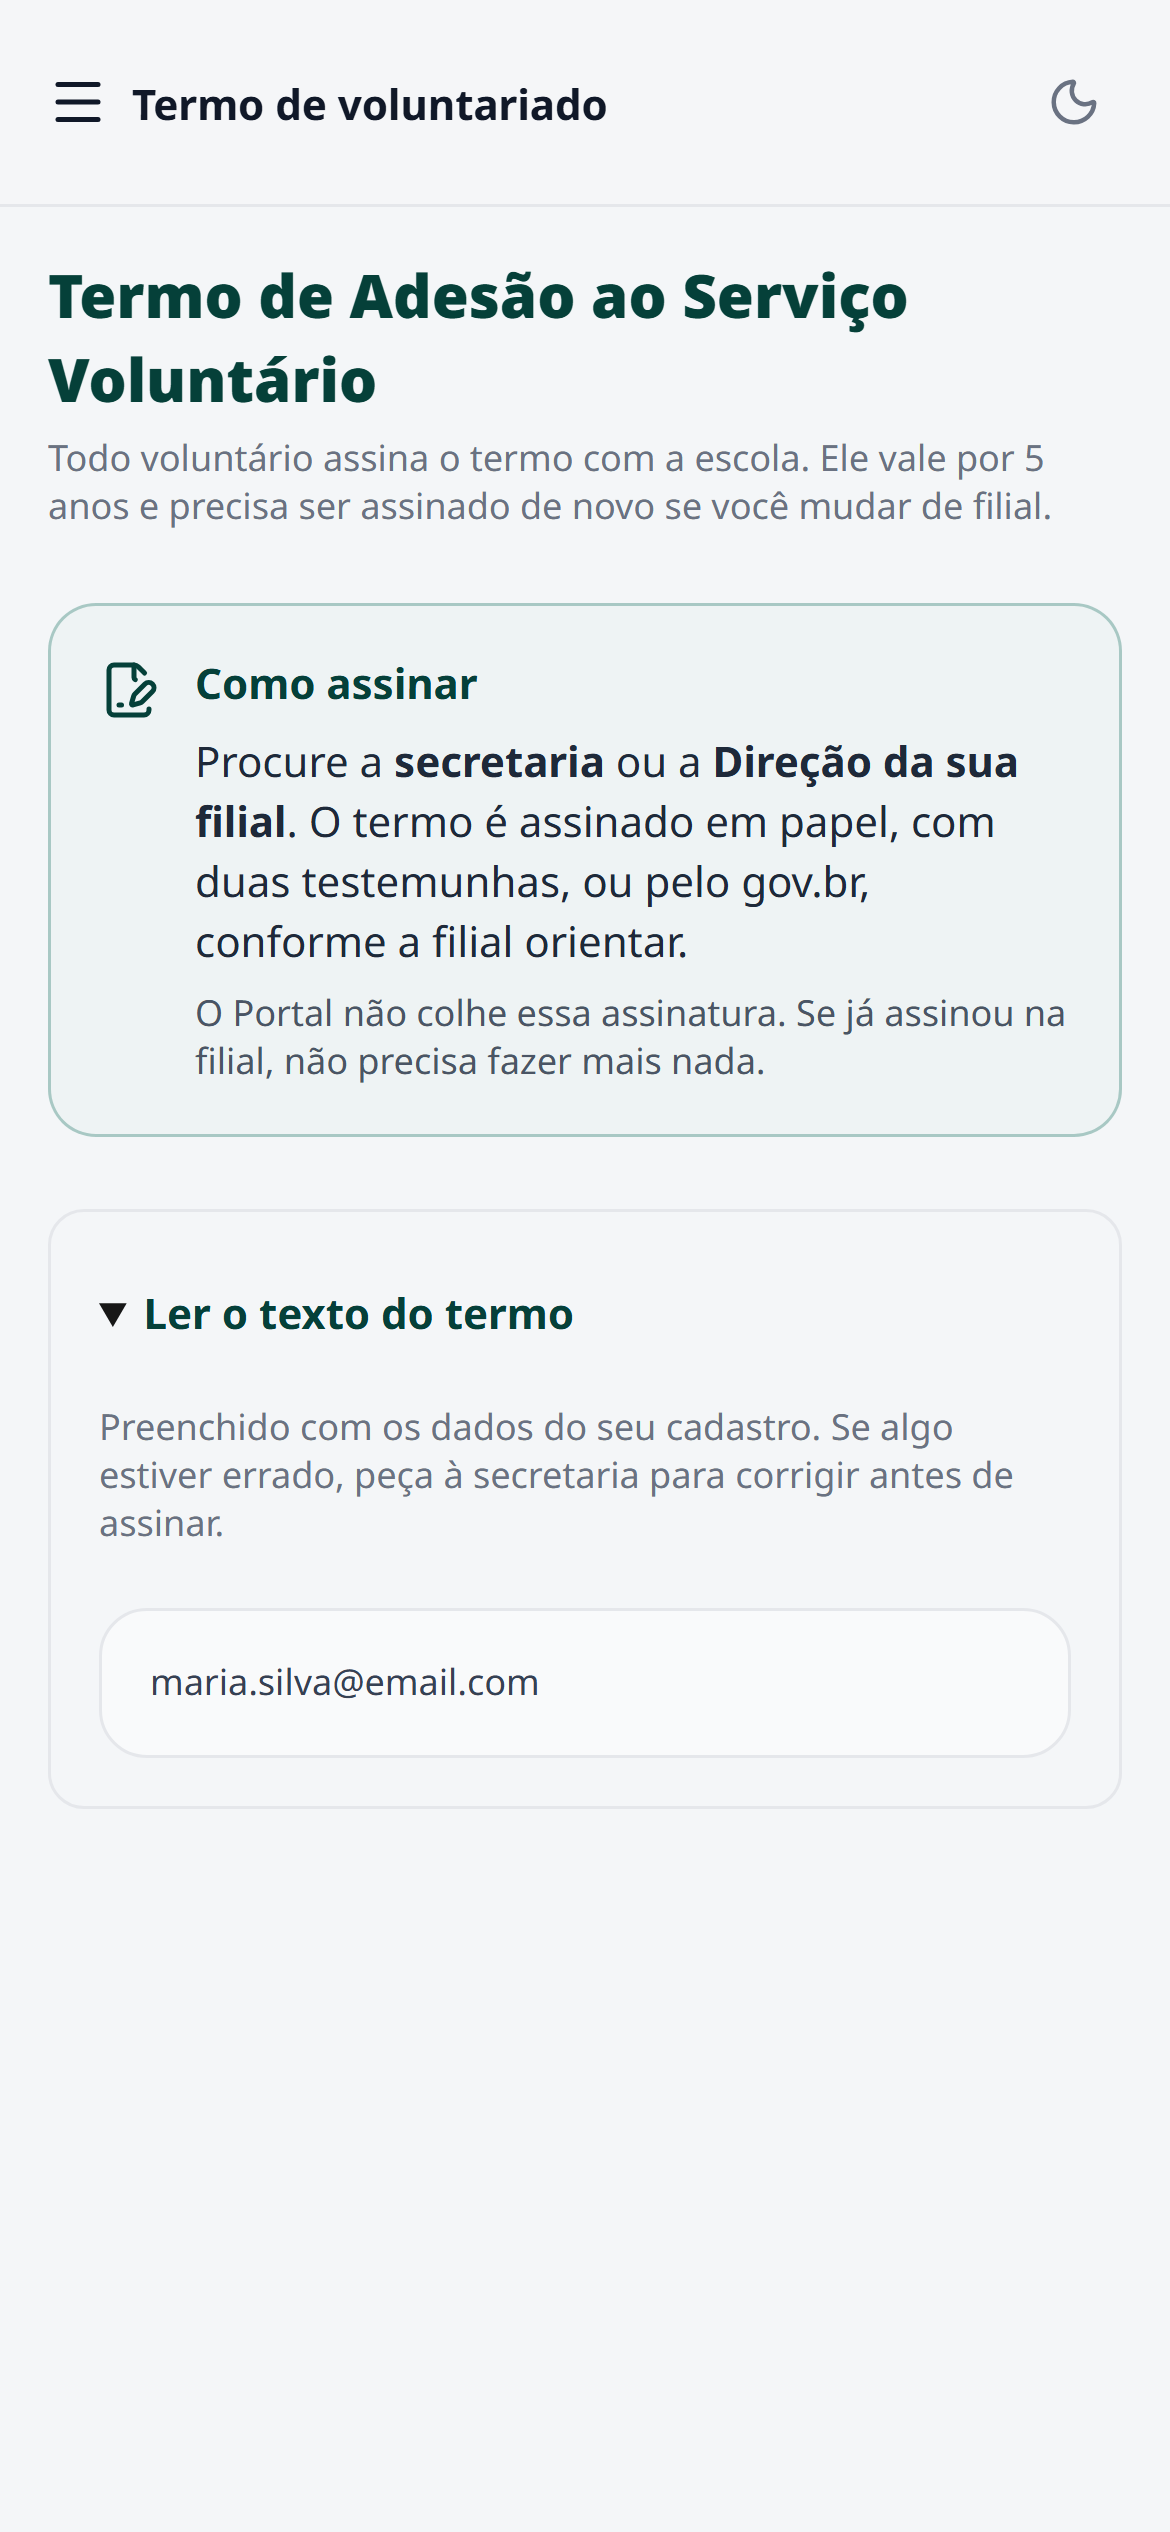 Termo de voluntariado
Termo de Adesão ao Serviço
Voluntário
Todo voluntário assina o termo com a escola. Ele vale por 5
anos e precisa ser assinado de novo se você mudar de filial.
Como assinar
Procure a secretaria ou a Direção da sua
filial. O termo é assinado em papel, com
duas testemunhas, ou pelo gov.br,
conforme a filial orientar.
O Portal não colhe essa assinatura. Se já assinou na
filial, não precisa fazer mais nada.
Ler o texto do termo
Preenchido com os dados do seu cadastro. Se algo
estiver errado, peça à secretaria para corrigir antes de
assinar.
maria.silva@email.com